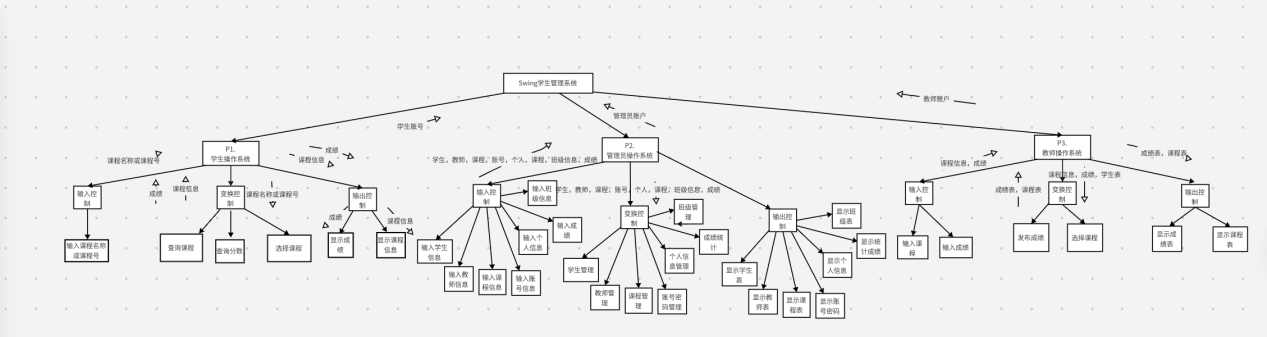 Swing学生管理系统
教师账户
管理员账户
学生账号
P1.
学生操作系统
P2.
管理员操作系统
P3.
教师操作系统
课程名称或课程号
成绩
课程信息
学生，教师，课程，账号，个人，课程，班级信息；成绩
课程信息，成绩
成绩表，课程表
输入控
制
成绩
课程信息
变换控
制
课程名称或课程号
输出控
制
成绩
课程信息
输入课程名称
或课程号
查询课程
查询分数
选择课程
显示成
绩
显示课程
信息
输入控
制
输入班
级信息
学生，教师，课程；账号，个人，课程；班级信息；成绩
输入成
绩
输入个
人信息
输入学生
信息
输入教
师信息
输入课
程信息
输入账
号信息
变换控
制
班级管
理
成绩统
计
个人信
息管理
学生管理
教师管
理
课程管
理
账号密
码管理
输出控
制
显示班
级表
显示统
计成绩
显示个
人信息
显示学生
表
显示教
师表
显示课
程表
显示账
号密码
输入控
制
成绩表，课程表
课程信息，成绩，学生表
变换控
制
输出控
制
输入课
程
输入成绩
发布成绩
选择课程
显示成
绩表
显示课程
表